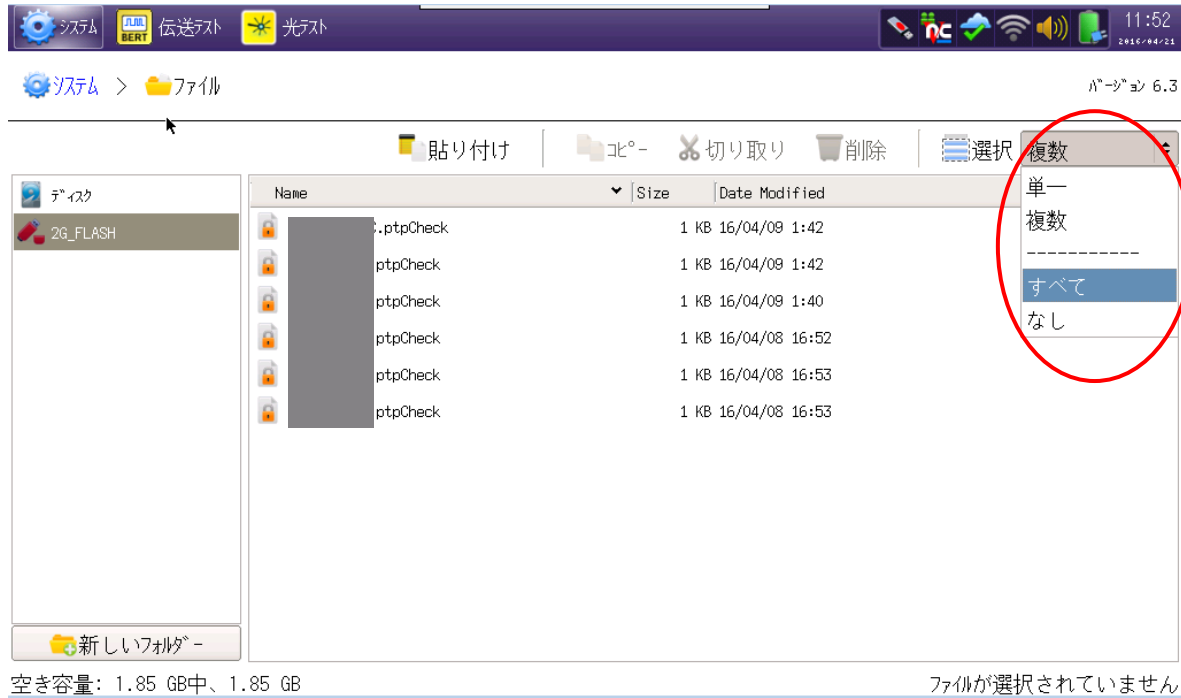 ｼｽﾃﾑ BERT 伝送ﾃｽﾄ 光ﾃｽﾄ 11:52
2016/04/21
ｼｽﾃﾑ > ﾌｧｲﾙ ﾊﾞｰｼﾞｮﾝ 6.3
貼り付け ｺﾋﾟｰ 切り取り 削除 選択 複数
ﾃﾞｨｽｸ Name Size Date Modified 単一
2G_FLASH .ptpCheck 1 KB 16/04/09 1:42 複数
ptpCheck 1 KB 16/04/09 1:42 -----------
ptpCheck 1 KB 16/04/09 1:40 すべて
ptpCheck 1 KB 16/04/08 16:52 なし
ptpCheck 1 KB 16/04/08 16:53
ptpCheck 1 KB 16/04/08 16:53
新しいﾌｫﾙﾀﾞｰ
空き容量: 1.85 GB中、1.85 GB ﾌｧｲﾙが選択されていません